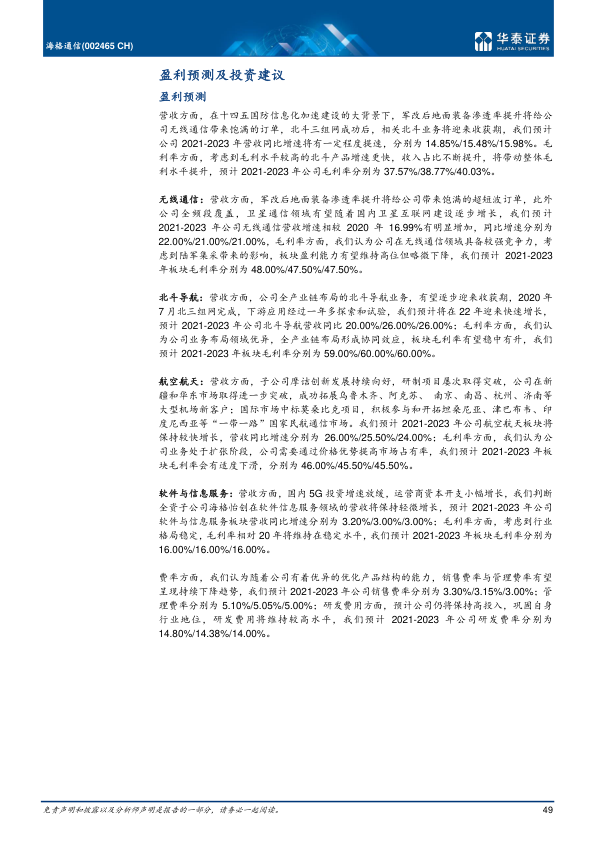 海格通信(002465 CH)
华泰证券
HUATAI SECURITIES
盈利预测及投资建议
盈利预测
营收方面，在十四五国防信息化加速建设的大背景下，军改后地面装备渗透率提升将给公
司无线通信带来饱满的订单，北斗三组网成功后，相关北斗业务将迎来收获期，我们预计
公司 2021-2023 年营收同比增速将有一定程度提速，分别为 14.85%/15.48%/15.98%。毛
利率方面，考虑到毛利水平较高的北斗产品增速更快，收入占比不断提升，将带动整体毛
利水平提升，预计 2021-2023 年公司毛利率分别为 37.57%/38.77%/40.03%。
无线通信：营收方面，军改后地面装备渗透率提升将给公司带来饱满的超短波订单，此外
公司全频段覆盖，卫星通信领域有望随着国内卫星互联网建设逐步增长，我们预计
2021-2023 年公司无线通信营收增速相较 2020 年 16.99%有明显增加，同比增速分别为
22.00%/21.00%/21.00%，毛利率方面，我们认为公司在无线通信领域具备较强竞争力，考
虑到陆军集采带来的影响，板块盈利能力有望维持高位但略微下降，我们预计 2021-2023
年板块毛利率分别为 48.00%/47.50%/47.50%。
北斗导航：营收方面，公司全产业链布局的北斗导航业务，有望逐步迎来收获期，2020 年
7 月北三组网完成，下游应用经过一年多探索和试验，我们预计将在 22 年迎来快速增长，
预计 2021-2023 年公司北斗导航营收同比 20.00%/26.00%/26.00%；毛利率方面，我们认
为公司业务布局领域优异，全产业链布局形成协同效应，板块毛利率有望稳中有升，我们
预计 2021-2023 年板块毛利率分别为 59.00%/60.00%/60.00%。
航空航天：营收方面，子公司摩诘创新发展持续向好，研制项目屡次取得突破，公司在新
疆和华东市场取得进一步突破，成功拓展乌鲁木齐、阿克苏、 南京、南昌、杭州、济南等
大型机场新客户；国际市场中标莫桑比克项目，积极参与和开拓坦桑尼亚、津巴布韦、印
度尼西亚等“一带一路”国家民航通信市场。我们预计 2021-2023 年公司航空航天板块将
保持较快增长，营收同比增速分别为 26.00%/25.50%/24.00%；毛利率方面，我们认为公
司业务处于扩张阶段，公司需要通过价格优势提高市场占有率，我们预计 2021-2023 年板
块毛利率会有适度下滑，分别为 46.00%/45.50%/45.50%。
软件与信息服务：营收方面，国内 5G 投资增速放缓，运营商资本开支小幅增长，我们判断
全资子公司海格怡创在软件信息服务领域的营收将保持轻微增长，预计 2021-2023 年公司
软件与信息服务板块营收同比增速分别为 3.20%/3.00%/3.00%；毛利率方面，考虑到行业
格局稳定，毛利率相对 20 年将维持在稳定水平，我们预计 2021-2023 年板块毛利率分别为
16.00%/16.00%/16.00%。
费率方面，我们认为随着公司有着优异的优化产品结构的能力，销售费率与管理费率有望
呈现持续下降趋势，我们预计 2021-2023 年公司销售费率分别为 3.30%/3.15%/3.00%；管
理费率分别为 5.10%/5.05%/5.00%；研发费用方面，预计公司仍将保持高投入，巩固自身
行业地位，研发费用将维持较高水平，我们预计 2021-2023 年公司研发费率分别为
14.80%/14.38%/14.00%。
免责声明和披露以及分析师声明是报告的一部分，请务必一起阅读。
49